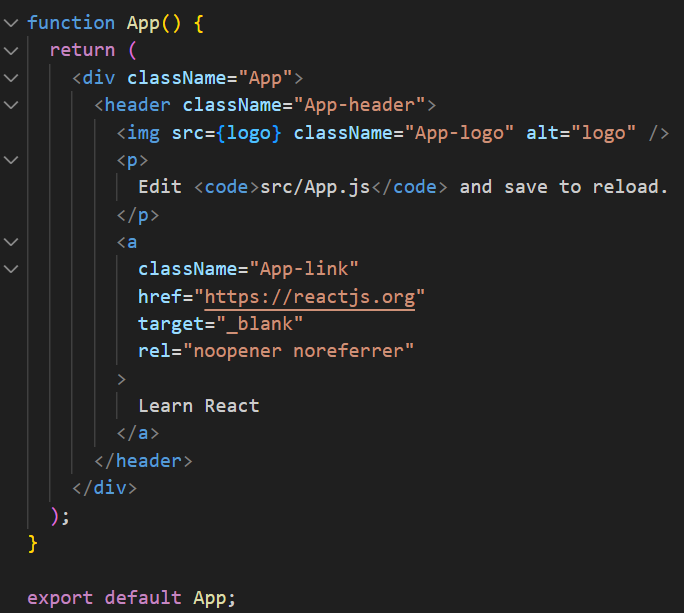 function App() {
  return (
    <div className="App">
      <header className="App-header">
        <img src={logo} className="App-logo" alt="logo" />
        <p>
          Edit <code>src/App.js</code> and save to reload.
        </p>
        <a
          className="App-link"
          href="https://reactjs.org"
          target="_blank"
          rel="noopener noreferrer"
        >
          Learn React
        </a>
      </header>
    </div>
  );
}

export default App;